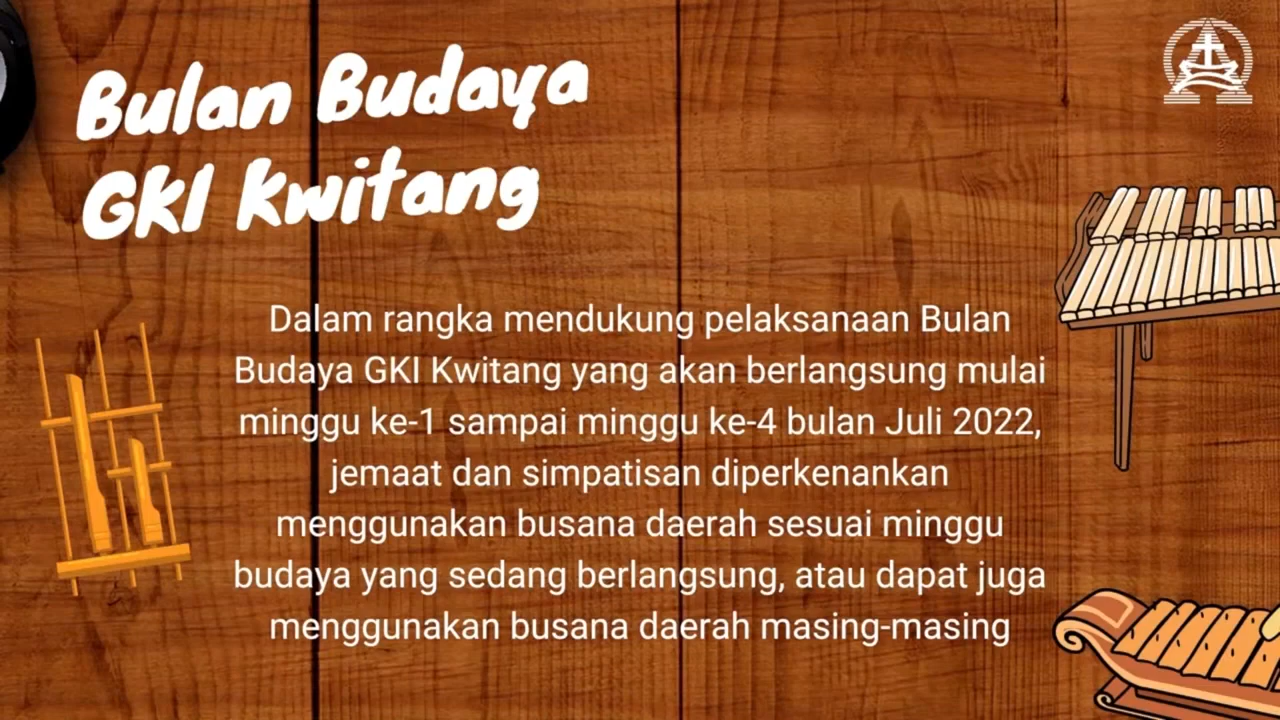 Bulan Budaya
GKI Kwitang
Dalam rangka mendukung pelaksanaan Bulan
Budaya GKI Kwitang yang akan berlangsung mulai
minggu ke-1 sampai minggu ke-4 bulan Juli 2022,
jemaat dan simpatisan diperkenankan
menggunakan busana daerah sesuai minggu
budaya yang sedang berlangsung, atau dapat juga
menggunakan busana daerah masing-masing